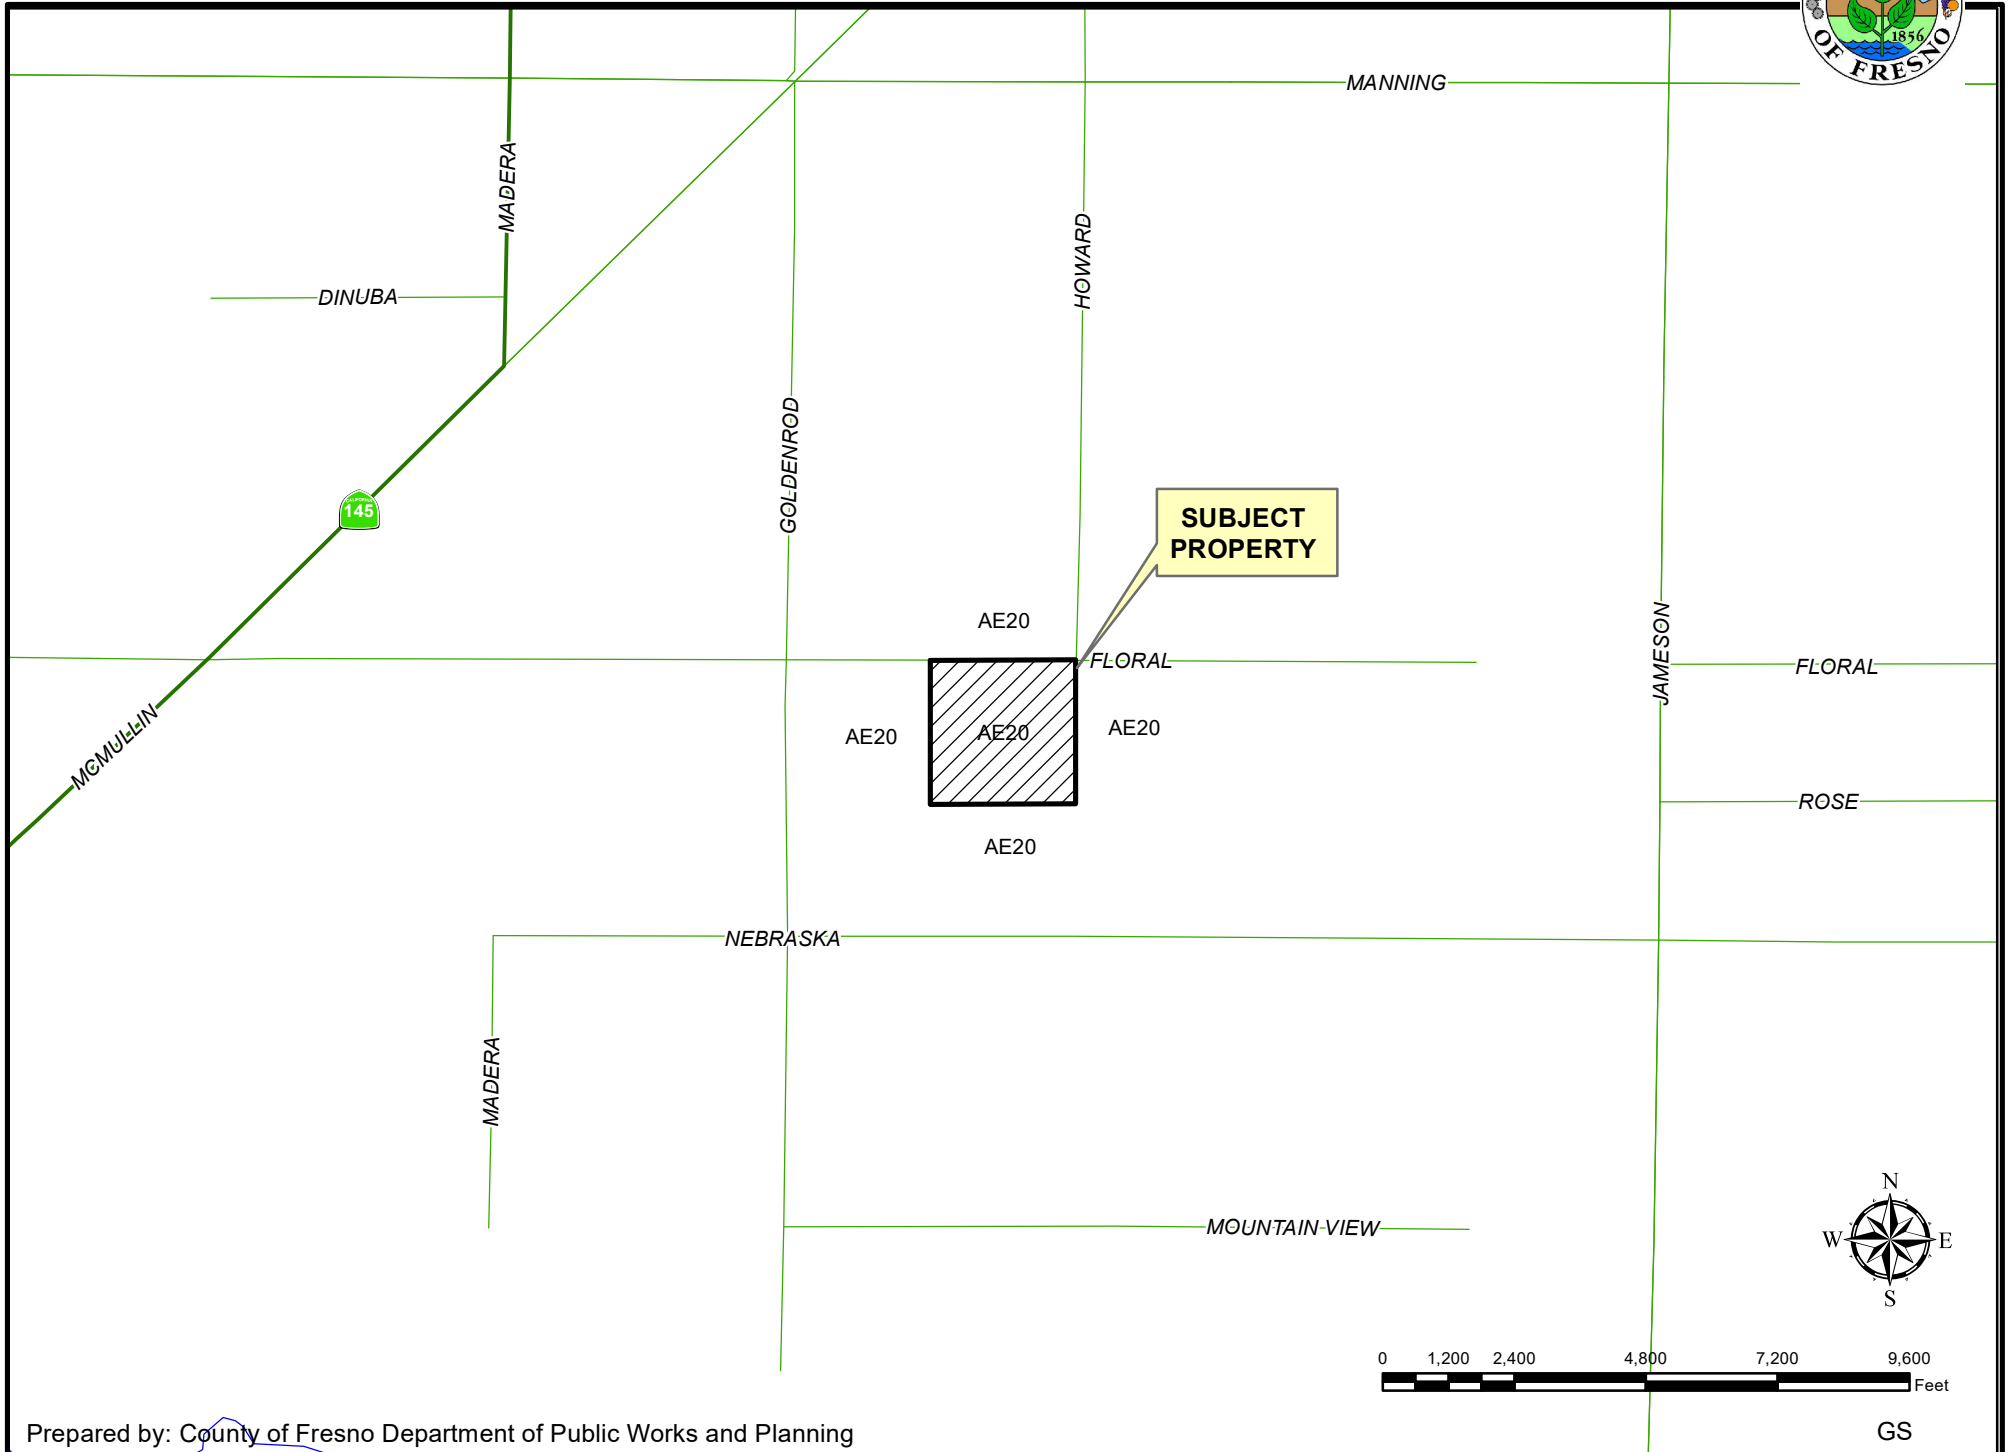 1856
OF FRESNO
MANNING
MADERA
HOWARD
DINUBA
GOLDENROD
CALIFORNIA
145
SUBJECT
PROPERTY
JAMESON
AE20
FLORAL
FLORAL
MCMULLIN
AE20
AE20
AE20
ROSE
AE20
NEBRASKA
MADERA
MOUNTAIN VIEW
N
W
E
S
0 1,200 2,400 4,800 7,200 9,600
Feet
Prepared by: County of Fresno Department of Public Works and Planning
GS